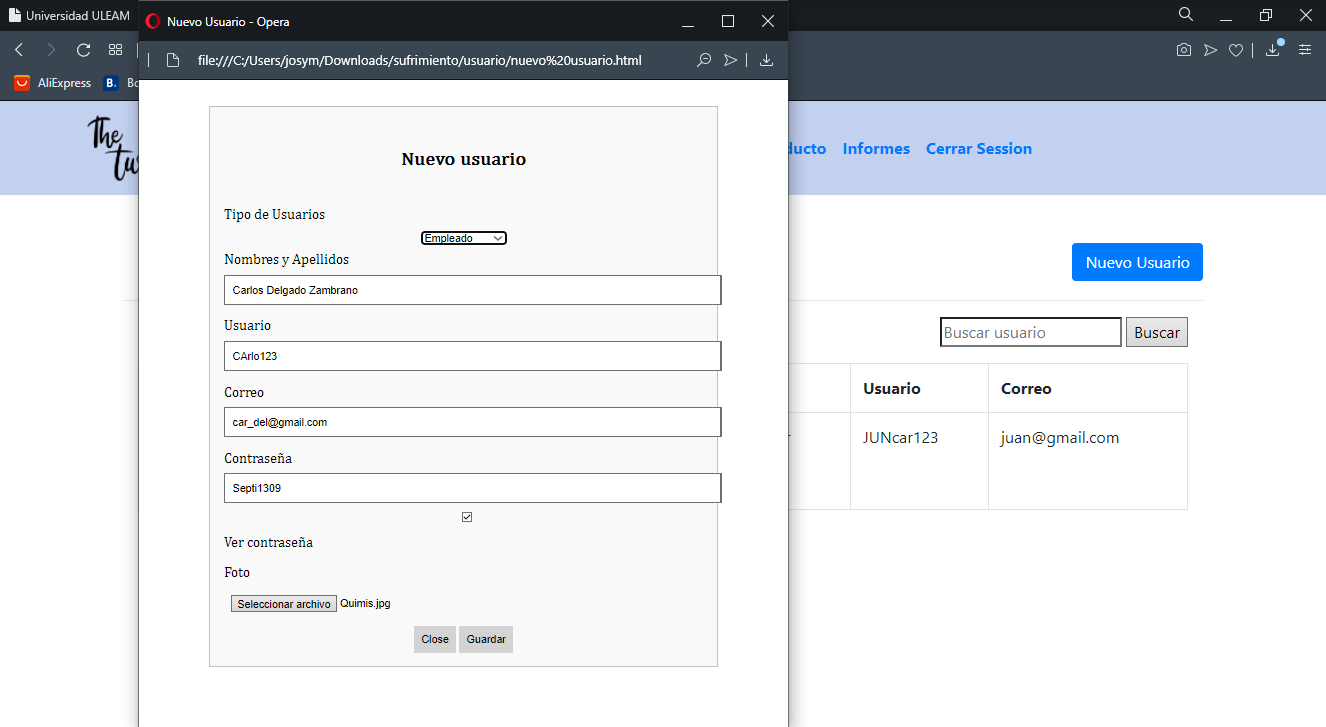 Universidad ULEAM
Nuevo Usuario - Opera
file:///C:/Users/josym/Downloads/sufrimiento/usuario/nuevo%20usuario.html
AliExpress
B.
The
Informes
Cerrar Session
Nuevo usuario
Tipo de Usuarios
Empleado
Nombres y Apellidos
Carlos Delgado Zambrano
Usuario
CArlo123
Correo
car_del@gmail.com
Contraseña
Septi1309
Ver contraseña
Foto
Seleccionar archivo Quimis.jpg
Close Guardar
Nuevo Usuario
Buscar usuario Buscar
Usuario Correo
JUNcar123 juan@gmail.com